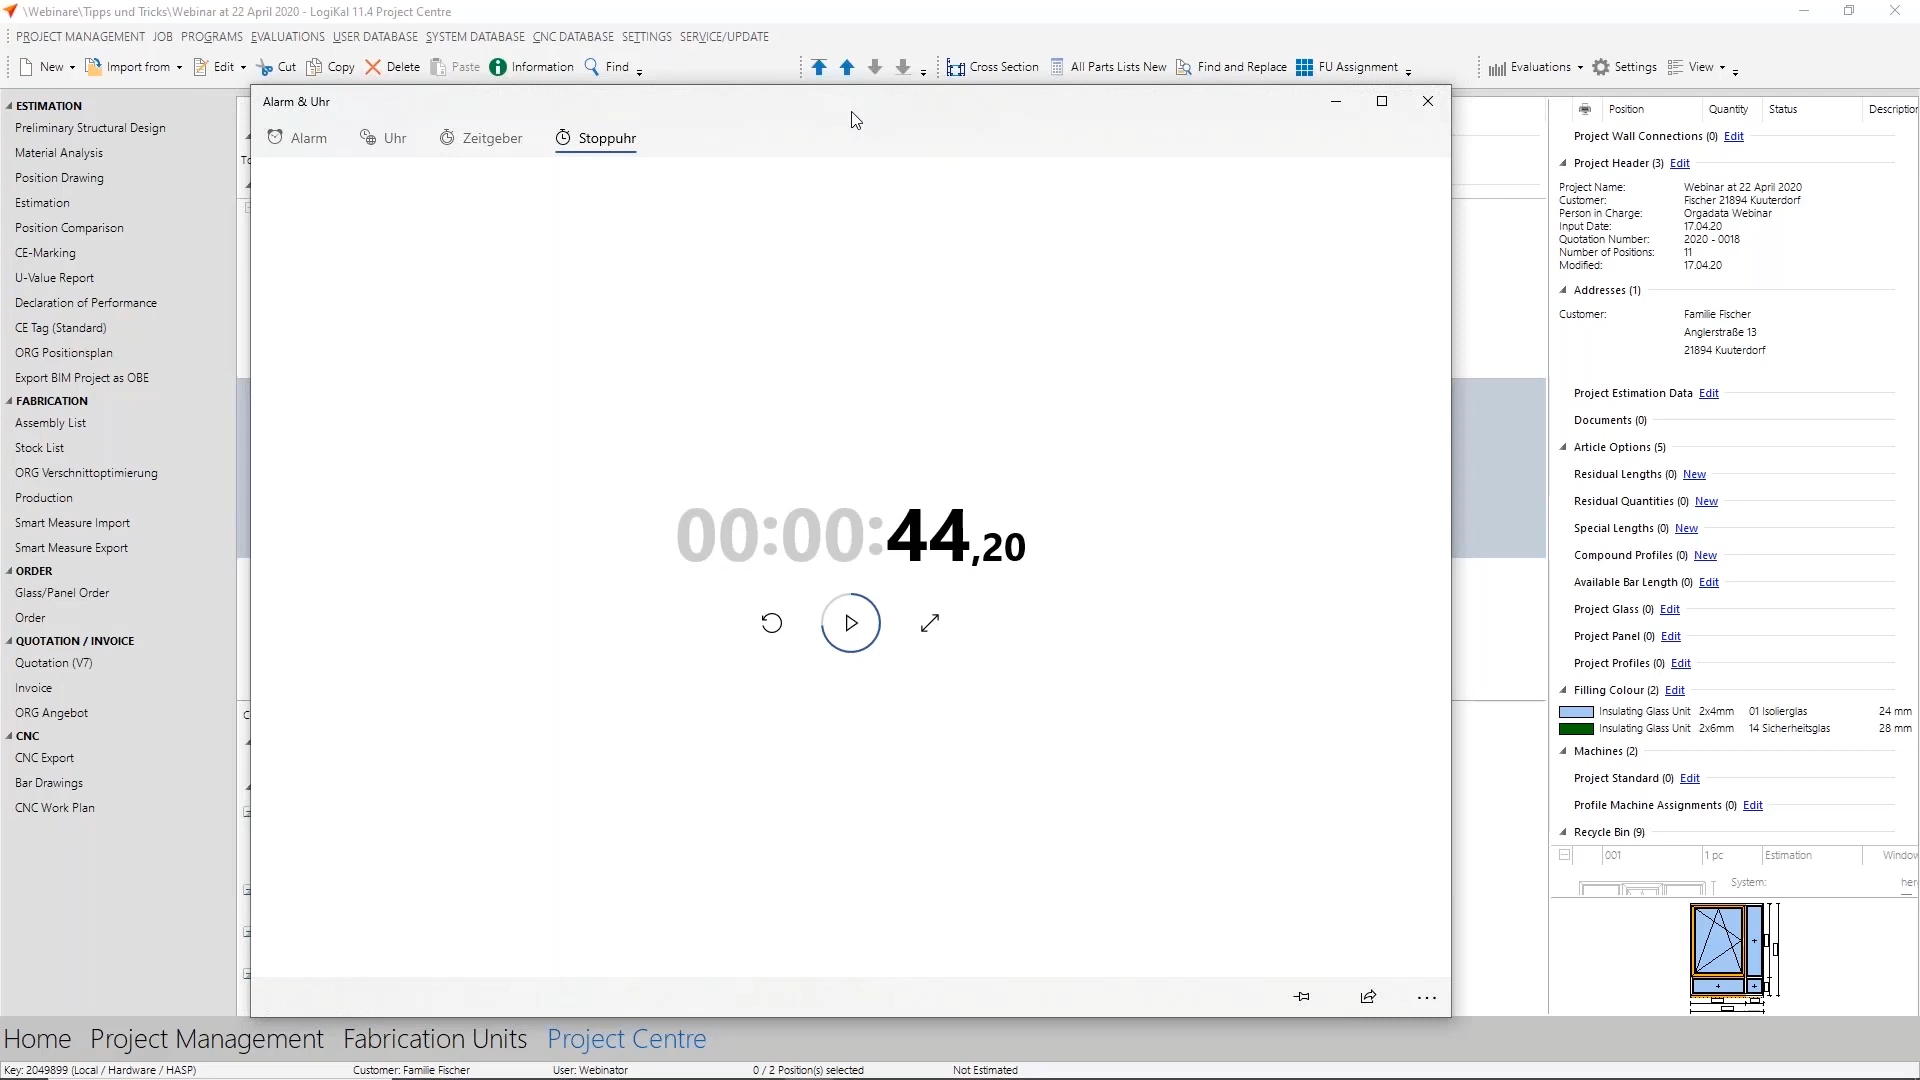 \Webinare\Tipps und Tricks\Webinar at 22 April 2020 - LogiKal 11.4 Project Centre
PROJECT MANAGEMENT JOB PROGRAMS EVALUATIONS USER DATABASE SYSTEM DATABASE CNC DATABASE SETTINGS SERVICE/UPDATE
New Import from Edit Cut Copy Delete Paste Information Find Cross Section All Parts Lists New Find and Replace FU Assignment Evaluations Settings View
ESTIMATION
Preliminary Structural Design
Material Analysis
Position Drawing
Estimation
Position Comparison
CE-Marking
U-Value Report
Declaration of Performance
CE Tag (Standard)
ORG Positionsplan
Export BIM Project as OBE
FABRICATION
Assembly List
Stock List
ORG Verschnittoptimierung
Production
Smart Measure Import
Smart Measure Export
ORDER
Glass/Panel Order
Order
QUOTATION / INVOICE
Quotation (V7)
Invoice
ORG Angebot
CNC
CNC Export
Bar Drawings
CNC Work Plan
Alarm & Uhr
Alarm Uhr Zeitgeber Stoppuhr
00:00:44,20
Position Quantity Status Description
Project Wall Connections (0) Edit
Project Header (3) Edit
Project Name: Webinar at 22 April 2020
Customer: Fischer 21894 Kuuterdorf
Person in Charge: Orgadata Webinar
Input Date: 17.04.20
Quotation Number: 2020 - 0018
Number of Positions: 11
Modified: 17.04.20
Addresses (1)
Customer: Familie Fischer
Anglerstraße 13
21894 Kuuterdorf
Project Estimation Data Edit
Documents (0)
Article Options (5)
Residual Lengths (0) New
Residual Quantities (0) New
Special Lengths (0) New
Compound Profiles (0) New
Available Bar Length (0) Edit
Project Glass (0) Edit
Project Panel (0) Edit
Project Profiles (0) Edit
Filling Colour (2) Edit
Insulating Glass Unit 2x4mm 01 Isolierglas 24 mm
Insulating Glass Unit 2x6mm 14 Sicherheitsglas 28 mm
Machines (2)
Project Standard (0) Edit
Profile Machine Assignments (0) Edit
Recycle Bin (9)
001 1 pc Estimation Window
System: her
Home Project Management Fabrication Units Project Centre
Key: 2049899 (Local / Hardware / HASP) Customer: Familie Fischer User: Webinator 0 / 2 Position(s) selected Not Estimated